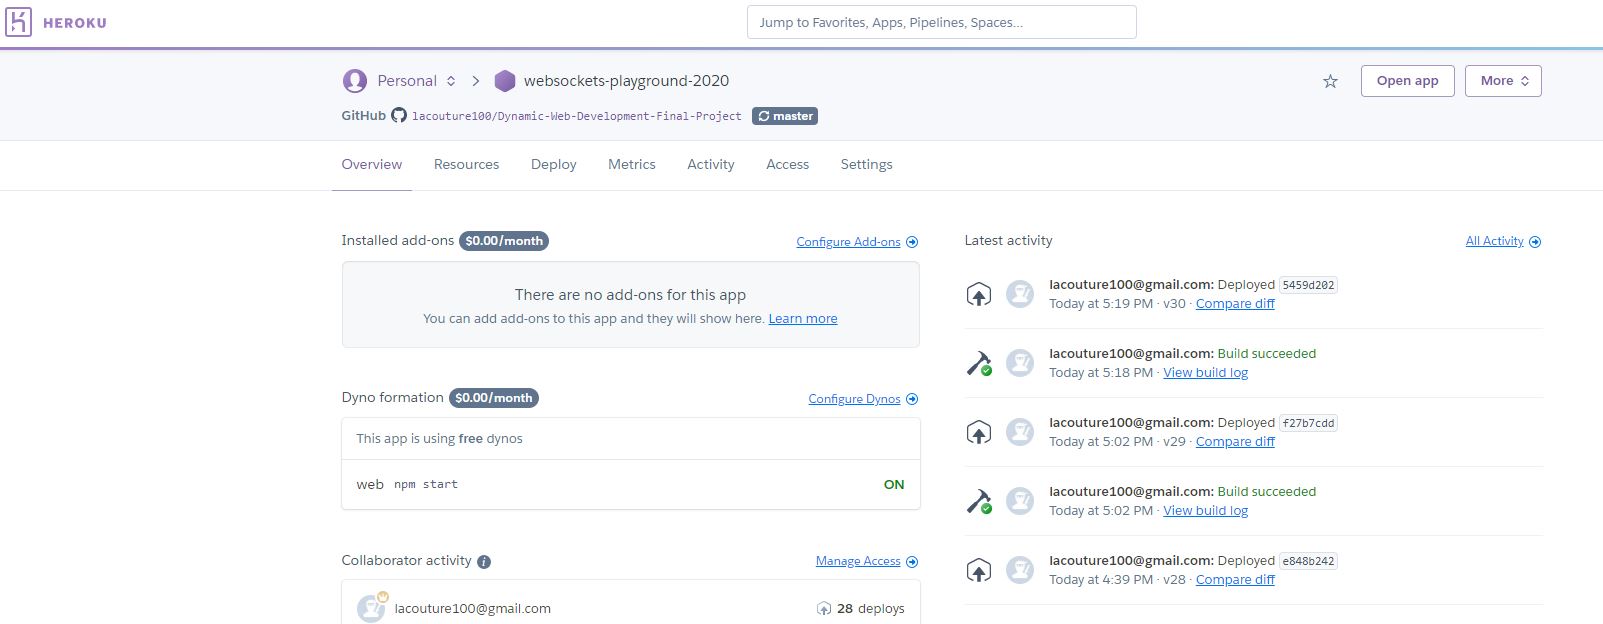 HEROKU
Jump to Favorites, Apps, Pipelines, Spaces...
Personal > websockets-playground-2020
Open app
More
GitHub lacouture100/Dynamic-Web-Development-Final-Project master
Overview Resources Deploy Metrics Activity Access Settings
Installed add-ons $0.00/month
Configure Add-ons
There are no add-ons for this app
You can add add-ons to this app and they will show here. Learn more
Dyno formation $0.00/month
Configure Dynos
This app is using free dynos
web npm start ON
Collaborator activity i
Manage Access
lacouture100@gmail.com 28 deploys
Latest activity
All Activity
lacouture100@gmail.com: Deployed 5459d202
Today at 5:19 PM · v30 · Compare diff
lacouture100@gmail.com: Build succeeded
Today at 5:18 PM · View build log
lacouture100@gmail.com: Deployed f27b7cdd
Today at 5:02 PM · v29 · Compare diff
lacouture100@gmail.com: Build succeeded
Today at 5:02 PM · View build log
lacouture100@gmail.com: Deployed e848b242
Today at 4:39 PM · v28 · Compare diff